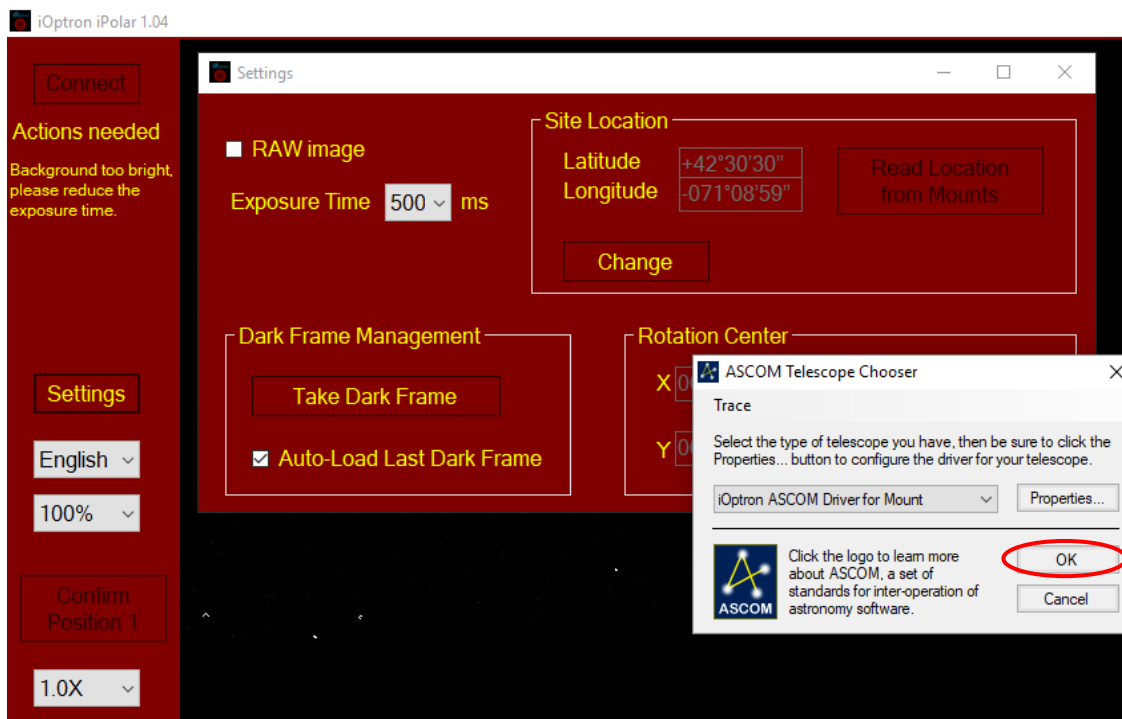 iOptron iPolar 1.04
Connect
Actions needed
Background too bright,
please reduce the
exposure time.
Settings
English
100%
Confirm
Position 1
1.0X
Settings
RAW image
Exposure Time 500 ms
Site Location
Latitude +42°30'30"
Longitude -071°08'59"
Read Location
from Mounts
Change
Dark Frame Management
Take Dark Frame
Auto-Load Last Dark Frame
Rotation Center
X
Y
ASCOM Telescope Chooser
Trace
Select the type of telescope you have, then be sure to click the
Properties... button to configure the driver for your telescope.
iOptron ASCOM Driver for Mount
Properties...
ASCOM
Click the logo to learn more
about ASCOM, a set of
standards for inter-operation of
astronomy software.
OK
Cancel